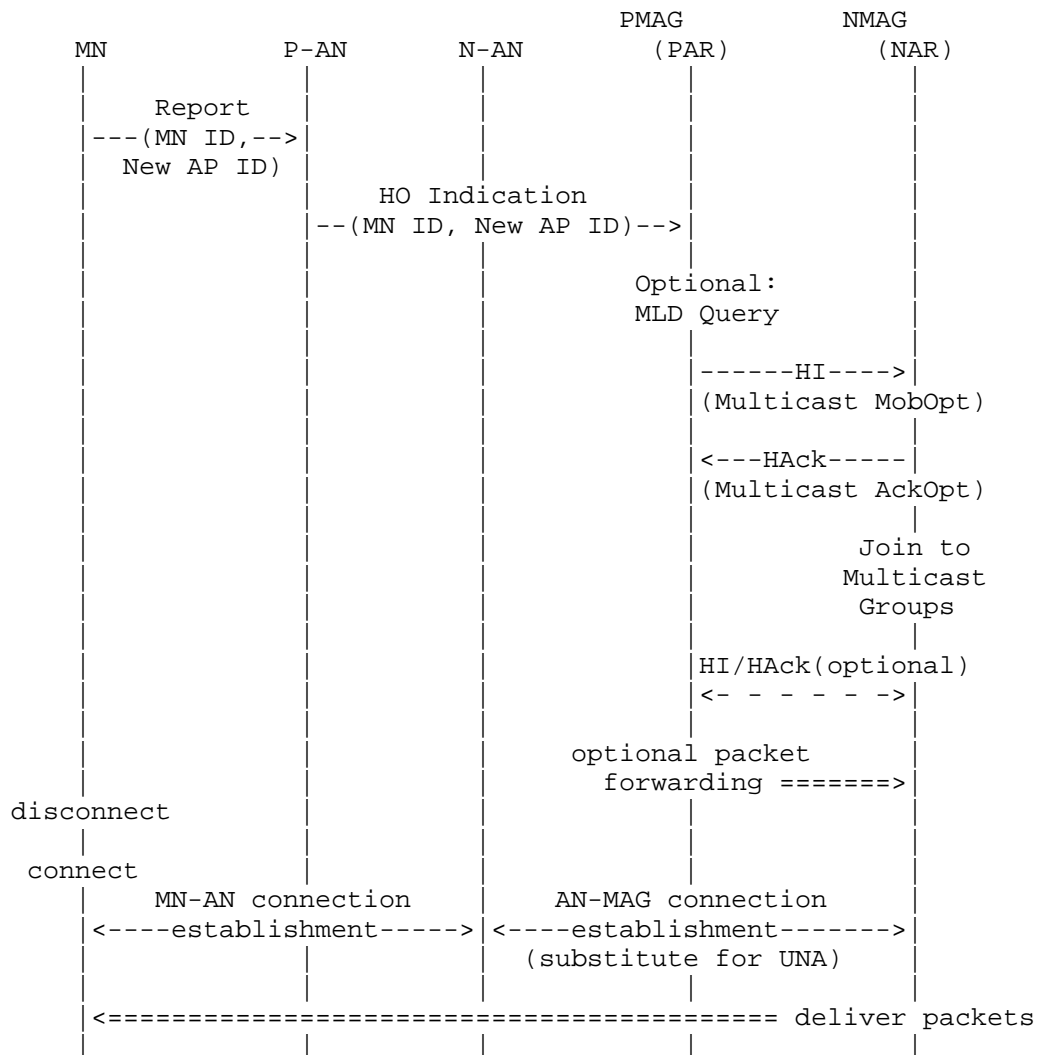 PMAG NMAG
MN P-AN N-AN (PAR) (NAR)
Report
---(MN ID,-->
New AP ID)
HO Indication
--(MN ID, New AP ID)-->
Optional:
MLD Query
------HI---->
(Multicast MobOpt)
<---HAck-----
(Multicast AckOpt)
Join to
Multicast
Groups
HI/HAck(optional)
<- - - - - ->
optional packet
forwarding =======>
disconnect
connect
MN-AN connection AN-MAG connection
<----establishment-----> <----establishment------->
(substitute for UNA)
<========================================== deliver packets